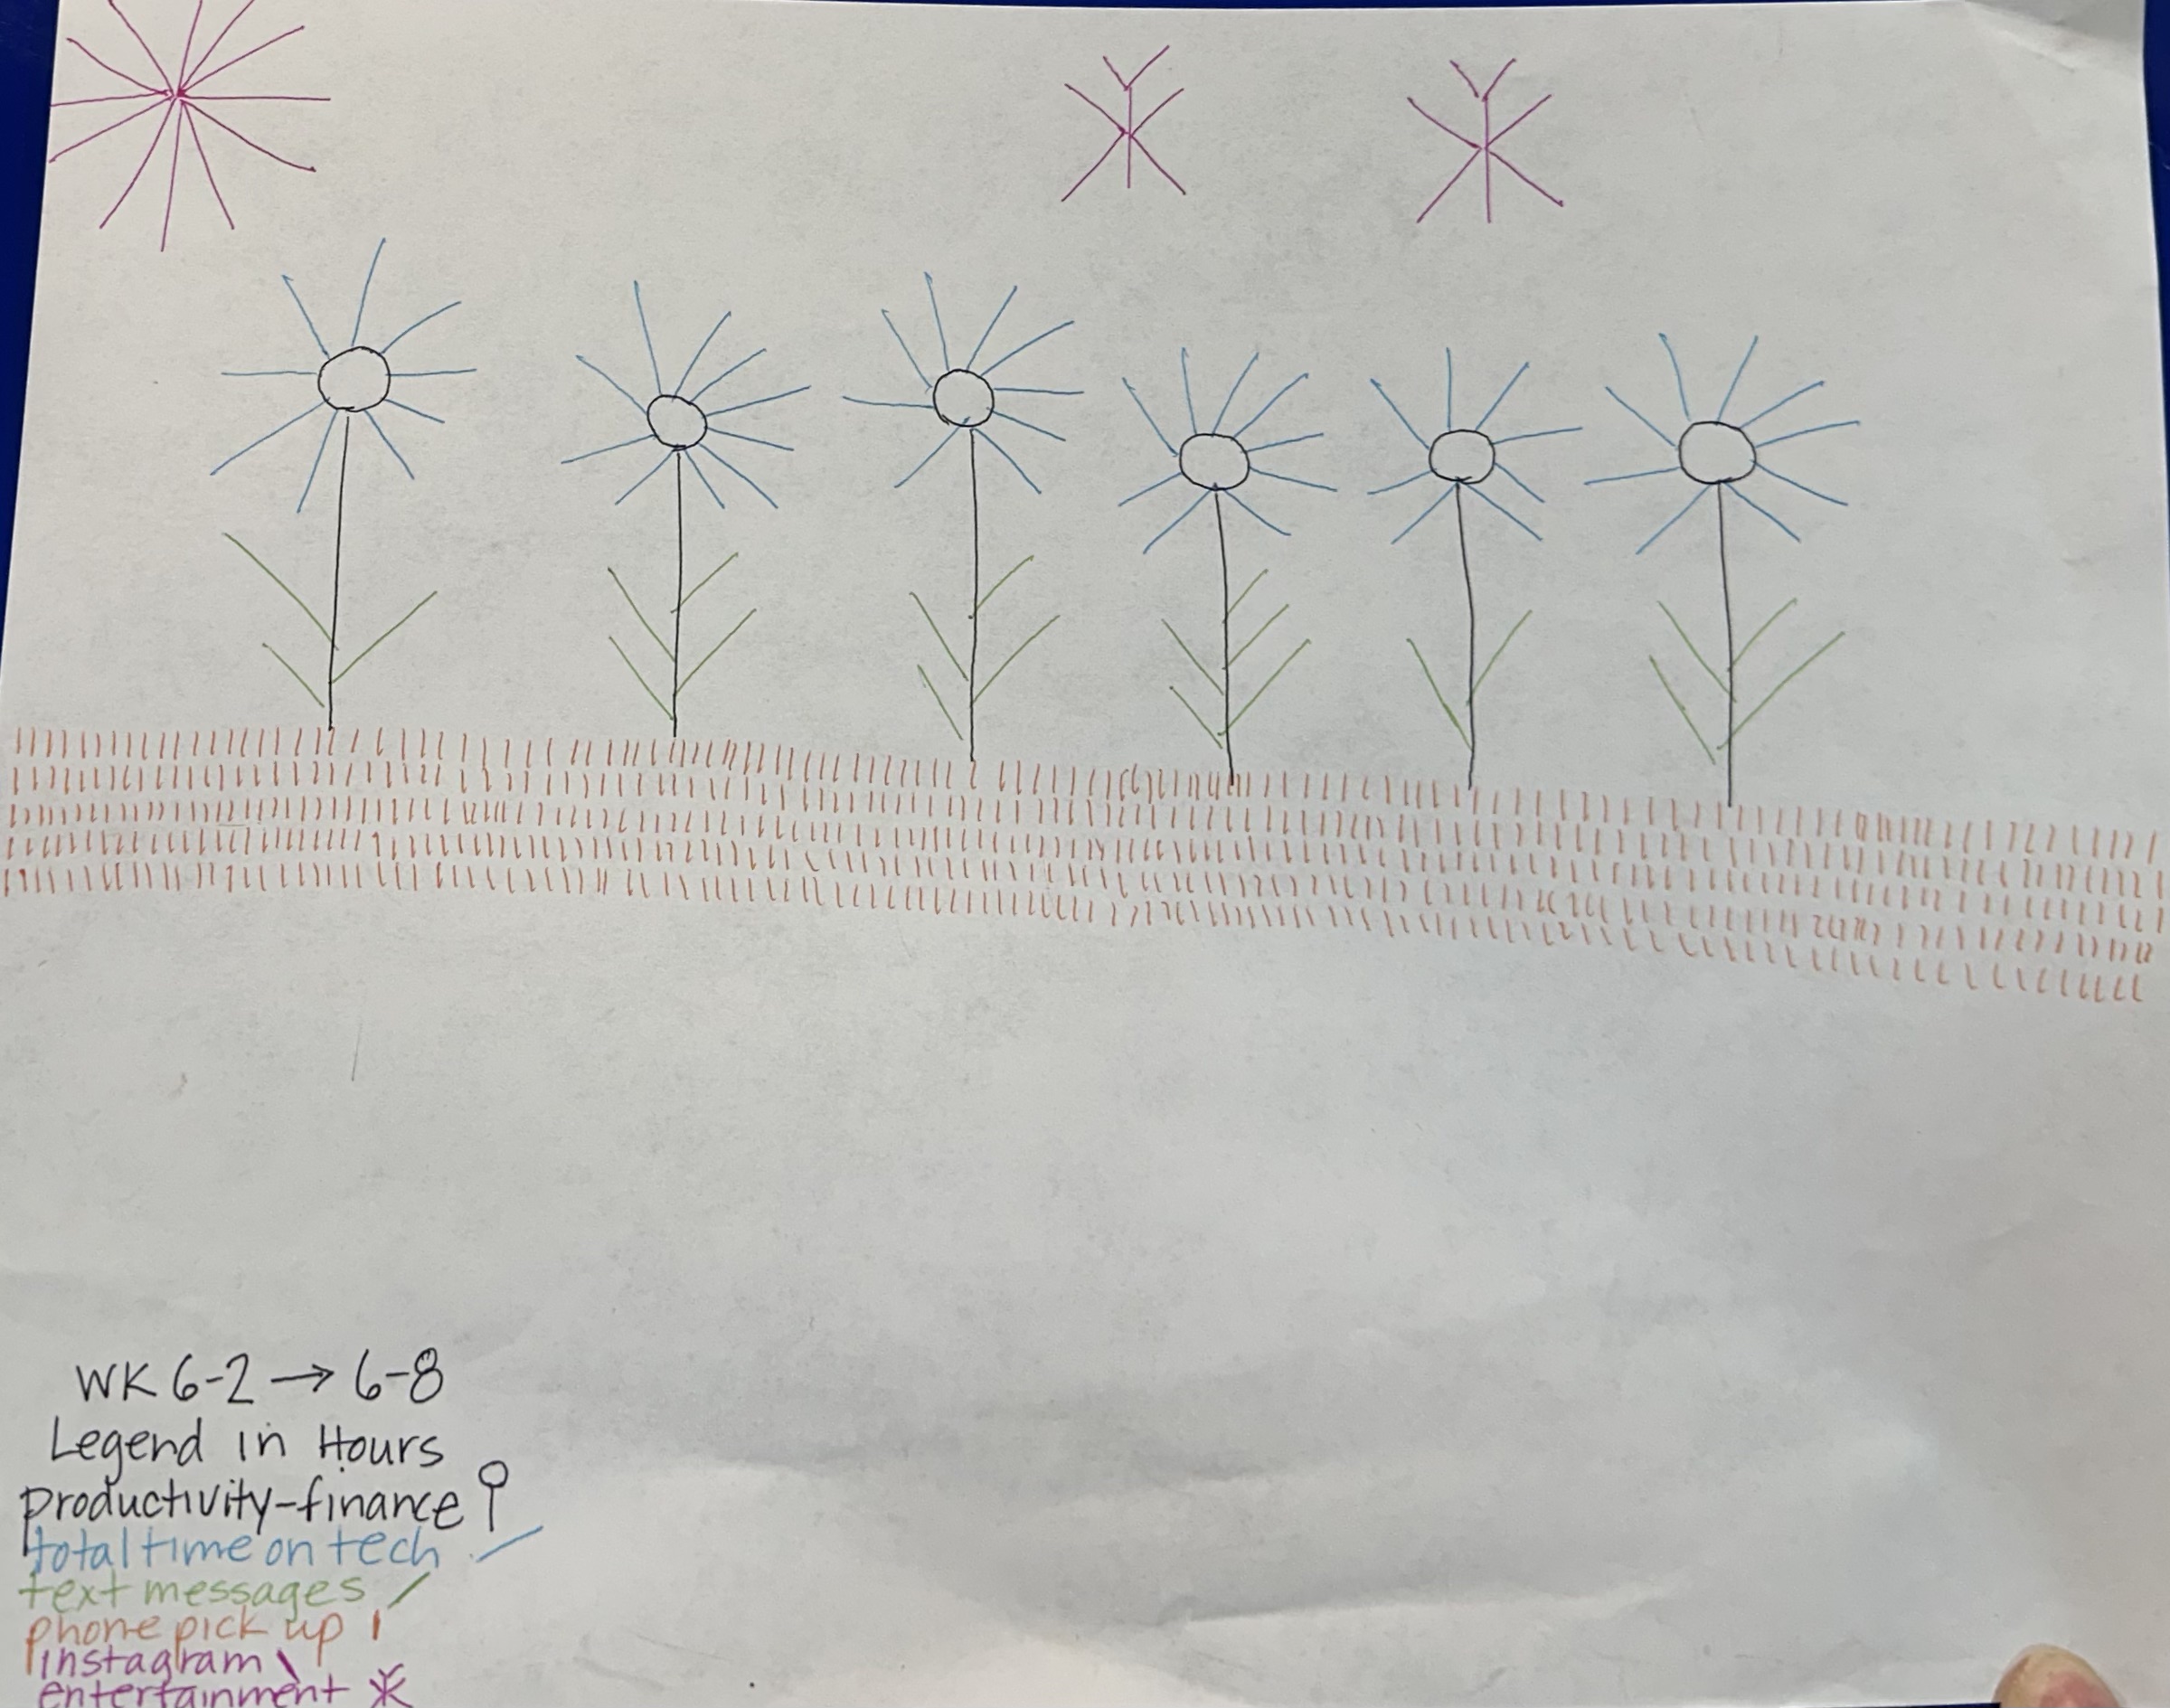 WK 6-2 → 6-8
Legend in Hours
productivity-finance
total time on tech
text messages
phone pick up
instagram
entertainment